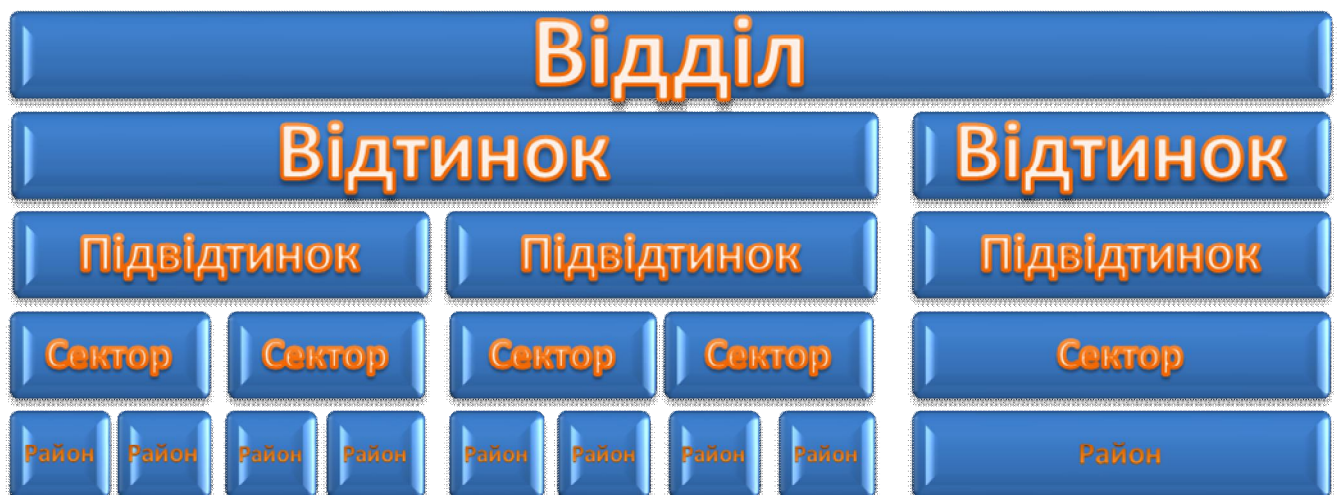 Відділ
Відтинок Відтинок
Підвідтинок Підвідтинок Підвідтинок
Сектор Сектор Сектор Сектор Сектор
Район Район Район Район Район Район Район Район Район